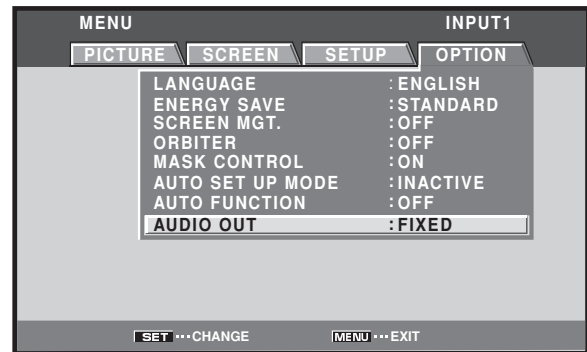 MENU INPUT1
PICTURE SCREEN SETUP OPTION
LANGUAGE :ENGLISH
ENERGY SAVE :STANDARD
SCREEN MGT. :OFF
ORBITER :OFF
MASK CONTROL :ON
AUTO SET UP MODE :INACTIVE
AUTO FUNCTION :OFF
AUDIO OUT :FIXED
SET ··· CHANGE MENU ··· EXIT